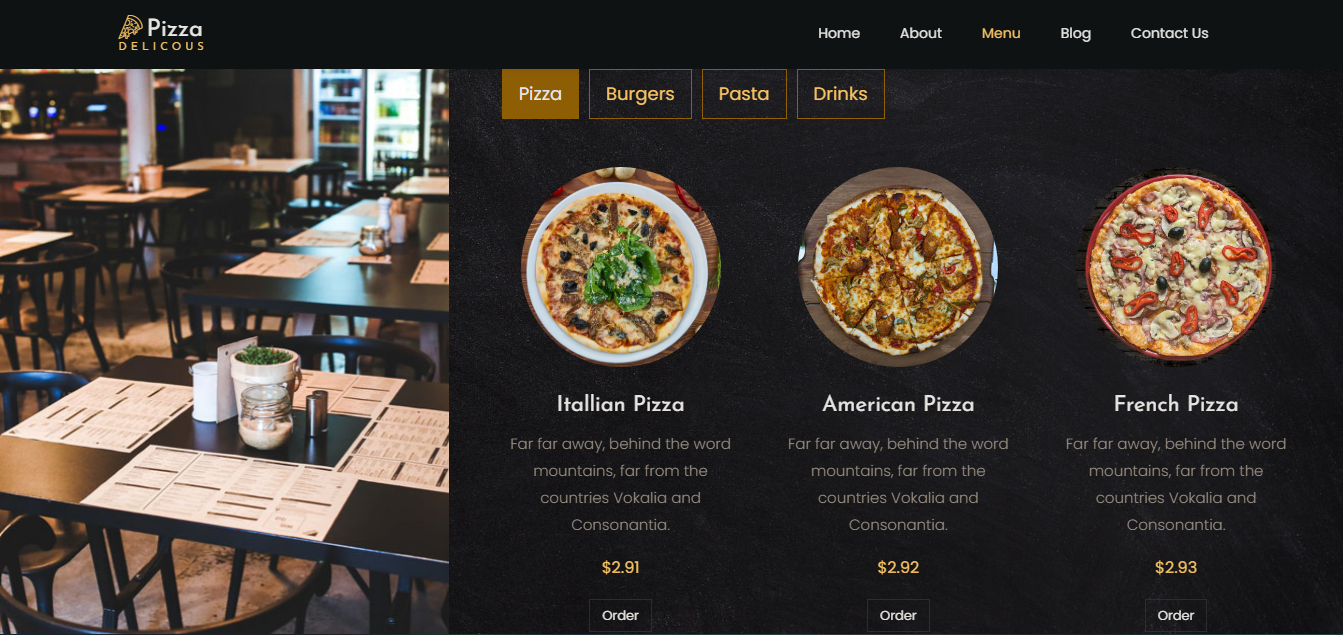 Pizza
DELICOUS
Home About Menu Blog Contact Us
Pizza Burgers Pasta Drinks
Itallian Pizza
Far far away, behind the word
mountains, far from the
countries Vokalia and
Consonantia.
$2.91
Order
American Pizza
Far far away, behind the word
mountains, far from the
countries Vokalia and
Consonantia.
$2.92
Order
French Pizza
Far far away, behind the word
mountains, far from the
countries Vokalia and
Consonantia.
$2.93
Order